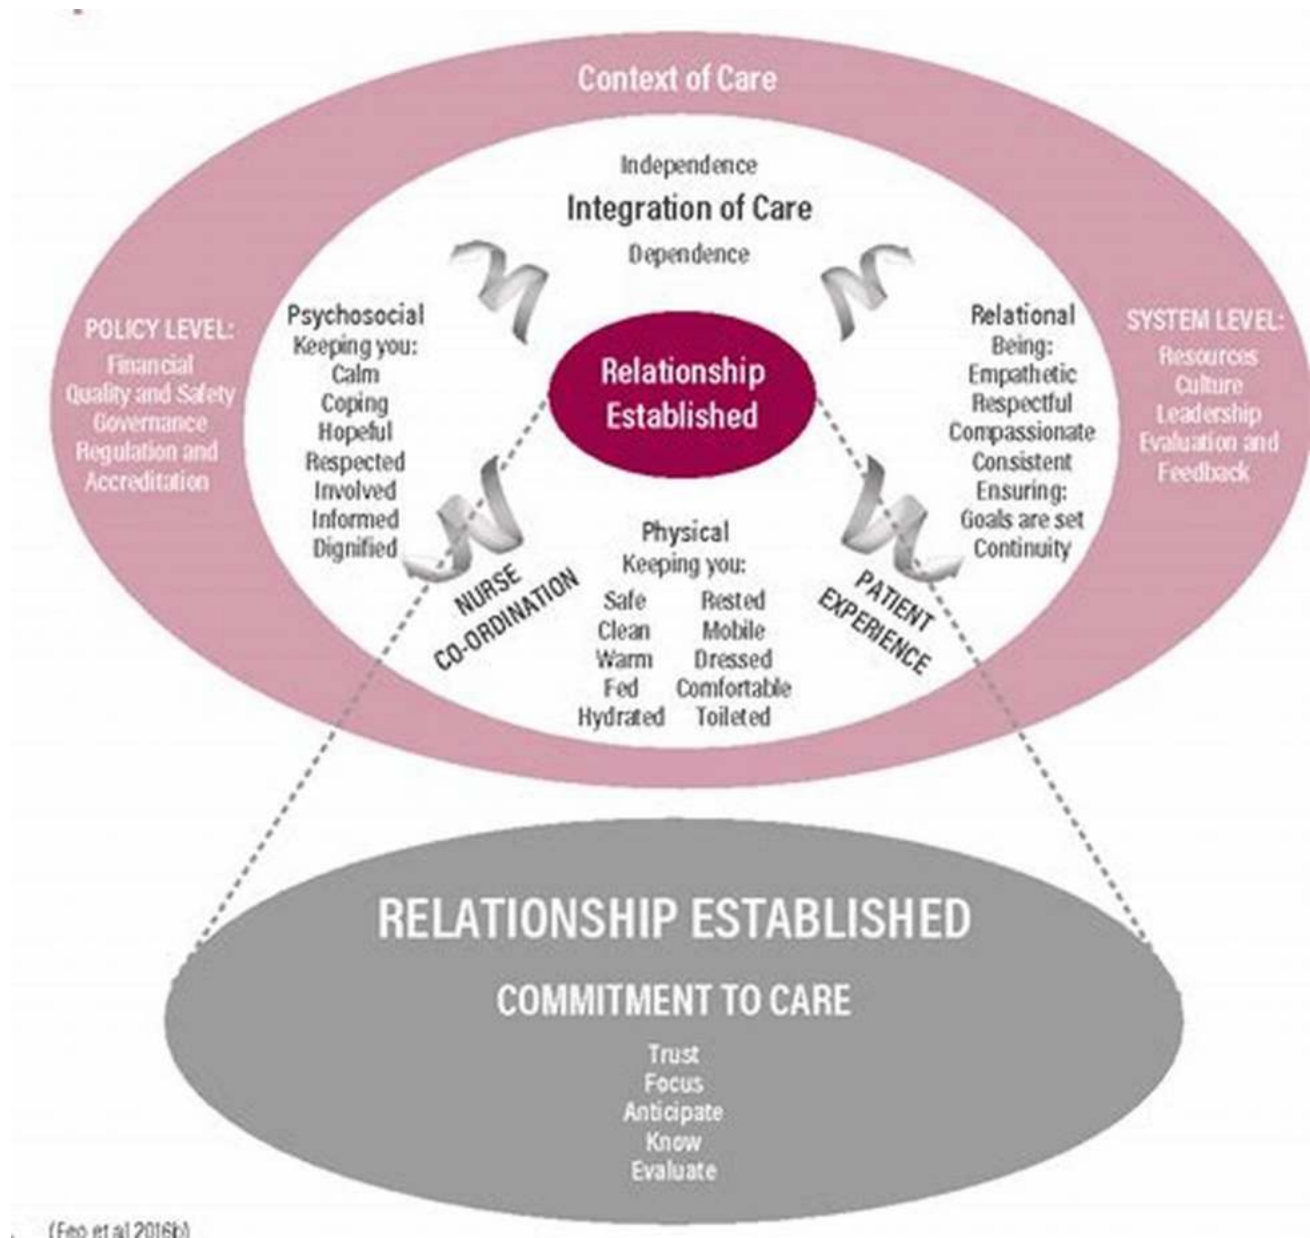 Context of Care
Independence
Integration of Care
Dependence
POLICY LEVEL:
Financial
Quality and Safety
Governance
Regulation and
Accreditation
Psychosocial
Keeping you:
Calm
Coping
Hopeful
Respected
Involved
Informed
Dignified
Relationship
Established
Relational
Being:
Empathetic
Respectful
Compassionate
Consistent
Ensuring:
Goals are set
Continuity
SYSTEM LEVEL:
Resources
Culture
Leadership
Evaluation and
Feedback
NURSE
CO-ORDINATION
Physical
Keeping you:
Safe Rested
Clean Mobile
Warm Dressed
Fed Comfortable
Hydrated Toileted
PATIENT
EXPERIENCE
RELATIONSHIP ESTABLISHED
COMMITMENT TO CARE
Trust
Focus
Anticipate
Know
Evaluate
(Feo et al 2016b)